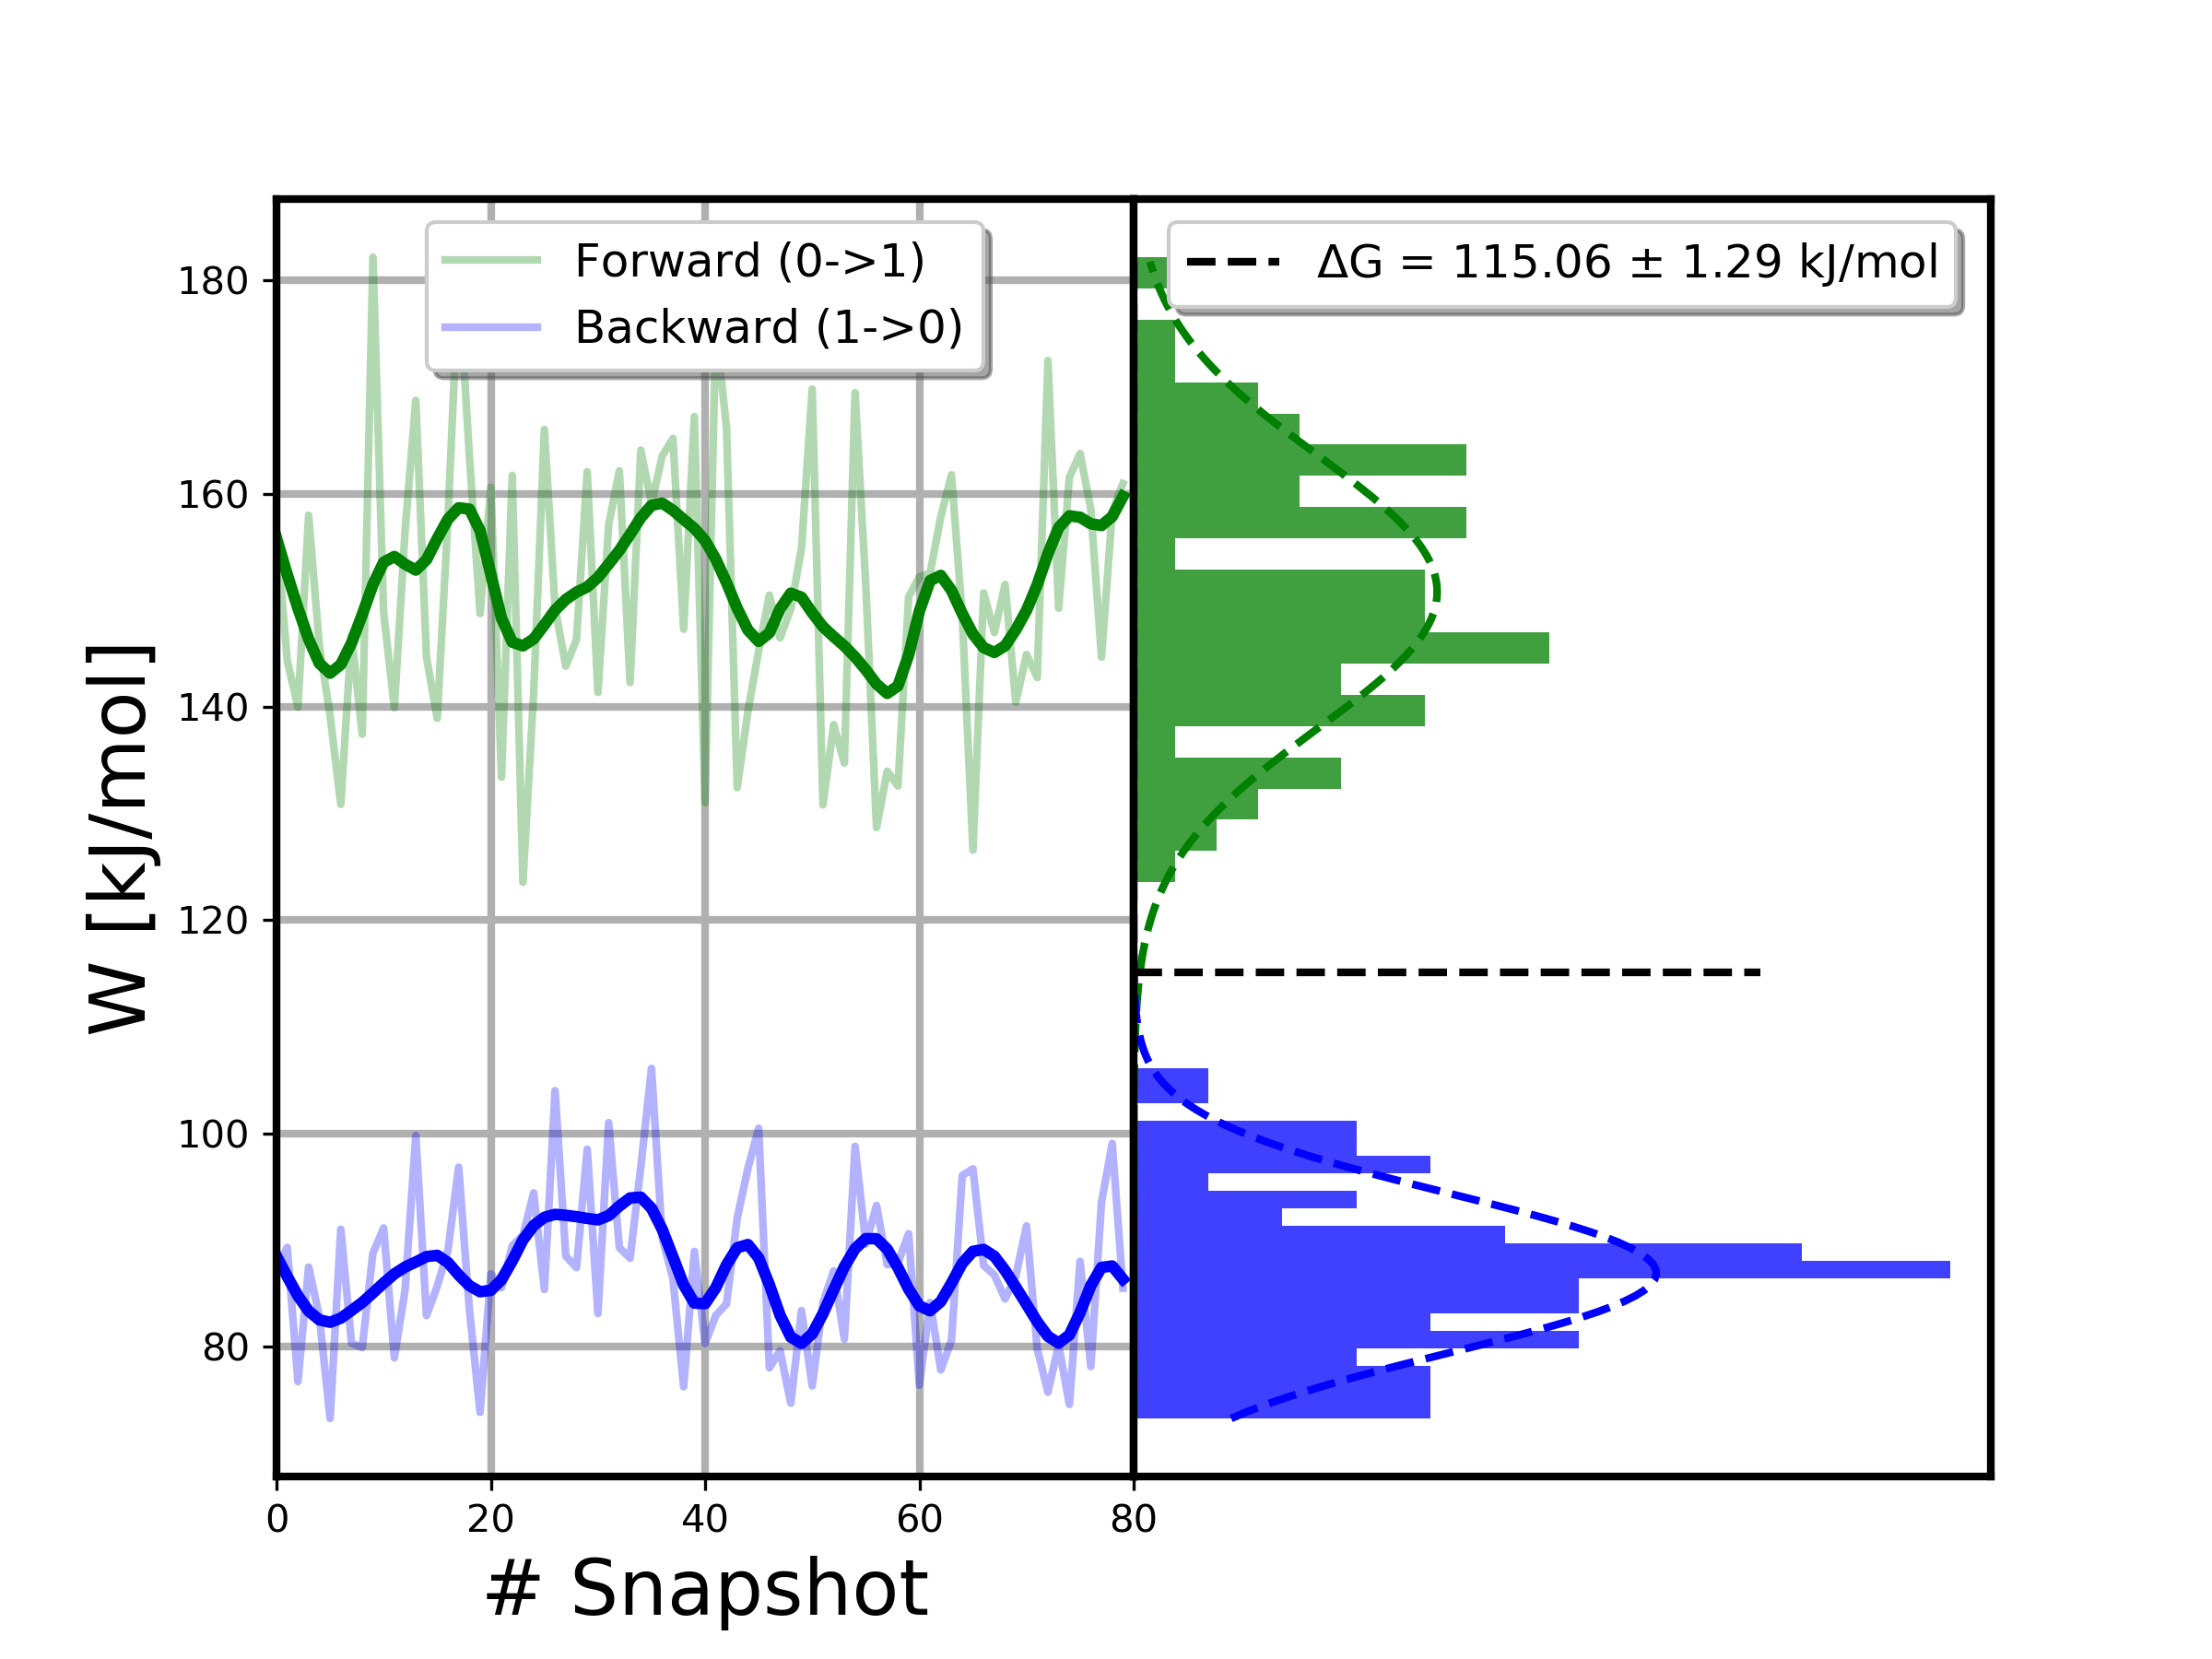 Forward (0->1)
Backward (1->0)
ΔG = 115.06 ± 1.29 kJ/mol
W [kJ/mol]
180
160
140
120
100
80
0 20 40 60 80
# Snapshot